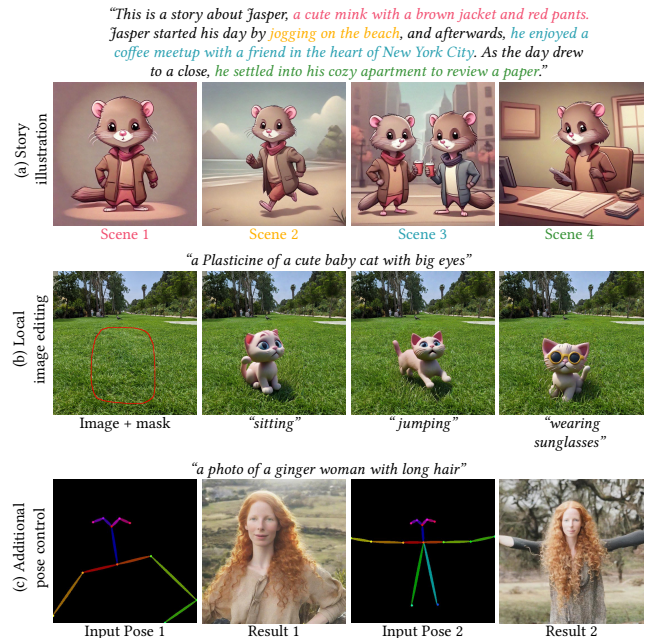 “This is a story about Jasper, a cute mink with a brown jacket and red pants.
Jasper started his day by jogging on the beach, and afterwards, he enjoyed a
coffee meetup with a friend in the heart of New York City. As the day drew
to a close, he settled into his cozy apartment to review a paper.”
(a) Story
illustration
Scene 1
Scene 2
Scene 3
Scene 4
“a Plasticine of a cute baby cat with big eyes”
(b) Local
image editing
Image + mask
“sitting”
“jumping”
“wearing
sunglasses”
“a photo of a ginger woman with long hair”
(c) Additional
pose control
Input Pose 1
Result 1
Input Pose 2
Result 2